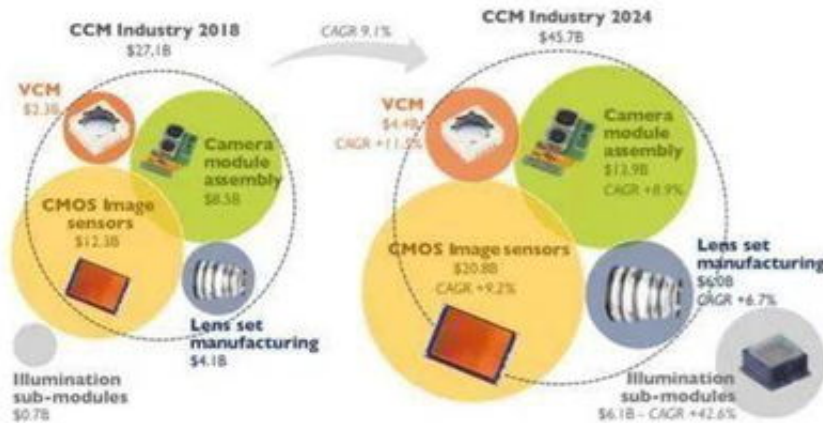 CCM Industry 2018
$27.1B
CAGR 9.1%
CCM Industry 2024
$45.7B
VCM
$2.3B
Camera
module
assembly
$8.5B
CMOS Image
sensors
$12.3B
Lens set
manufacturing
$4.1B
Illumination
sub-modules
$0.7B
VCM
$4.4B
CAGR +11.5%
Camera
module assembly
$13.9B
CAGR +8.9%
CMOS Image sensors
$20.8B
CAGR +9.2%
Lens set
manufacturing
$6.0B
CAGR +6.7%
Illumination
sub-modules
$6.1B - CAGR +42.6%